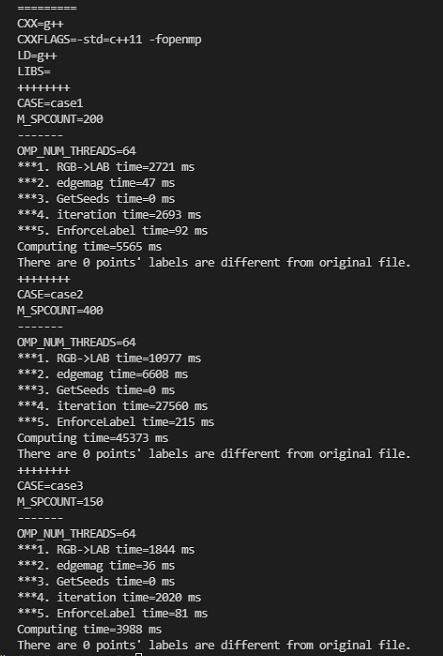 =========
CXX=g++
CXXFLAGS=-std=c++11 -fopenmp
LD=g++
LIBS=
++++++++
CASE=case1
M_SPCOUNT=200
-------
OMP_NUM_THREADS=64
***1. RGB->LAB time=2721 ms
***2. edgemag time=47 ms
***3. GetSeeds time=0 ms
***4. iteration time=2693 ms
***5. EnforceLabel time=92 ms
Computing time=5565 ms
There are 0 points' labels are different from original file.
++++++++
CASE=case2
M_SPCOUNT=400
-------
OMP_NUM_THREADS=64
***1. RGB->LAB time=10977 ms
***2. edgemag time=6608 ms
***3. GetSeeds time=0 ms
***4. iteration time=27560 ms
***5. EnforceLabel time=215 ms
Computing time=45373 ms
There are 0 points' labels are different from original file.
++++++++
CASE=case3
M_SPCOUNT=150
-------
OMP_NUM_THREADS=64
***1. RGB->LAB time=1844 ms
***2. edgemag time=36 ms
***3. GetSeeds time=0 ms
***4. iteration time=2020 ms
***5. EnforceLabel time=81 ms
Computing time=3988 ms
There are 0 points' labels are different from original file.